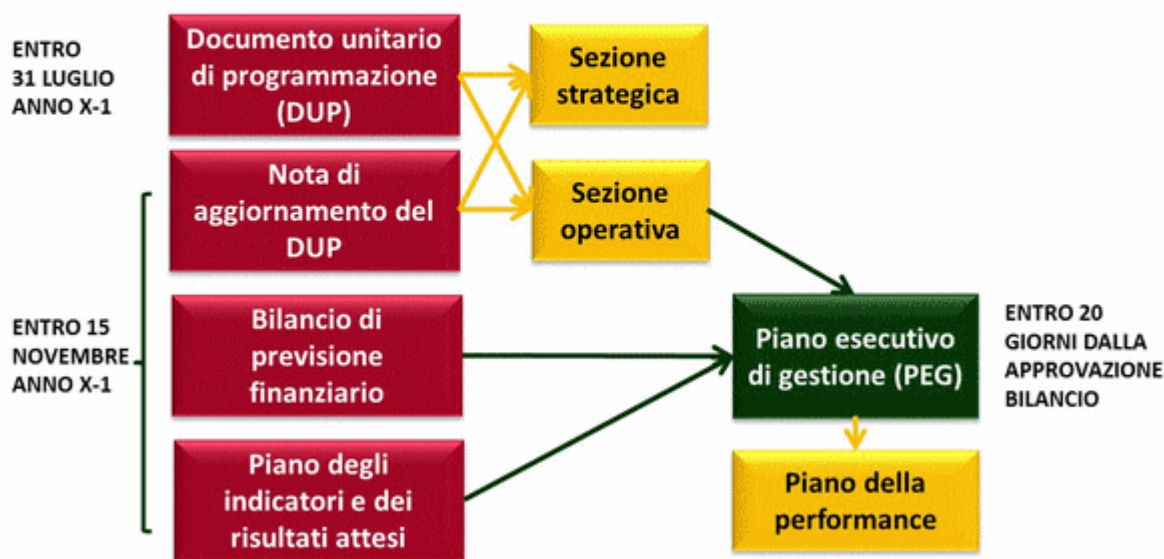 ENTRO
31 LUGLIO
ANNO X-1
Documento unitario
di programmazione
(DUP)
Sezione
strategica
Nota di
aggiornamento del
DUP
Sezione
operativa
ENTRO 15
NOVEMBRE
ANNO X-1
Bilancio di
previsione
finanziario
Piano esecutivo
di gestione (PEG)
ENTRO 20
GIORNI DALLA
APPROVAZIONE
BILANCIO
Piano degli
indicatori e dei
risultati attesi
Piano della
performance